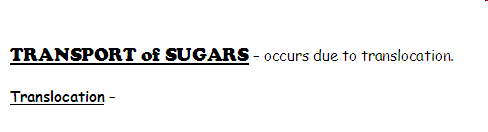 TRANSPORT of SUGARS – occurs due to translocation.
Translocation –